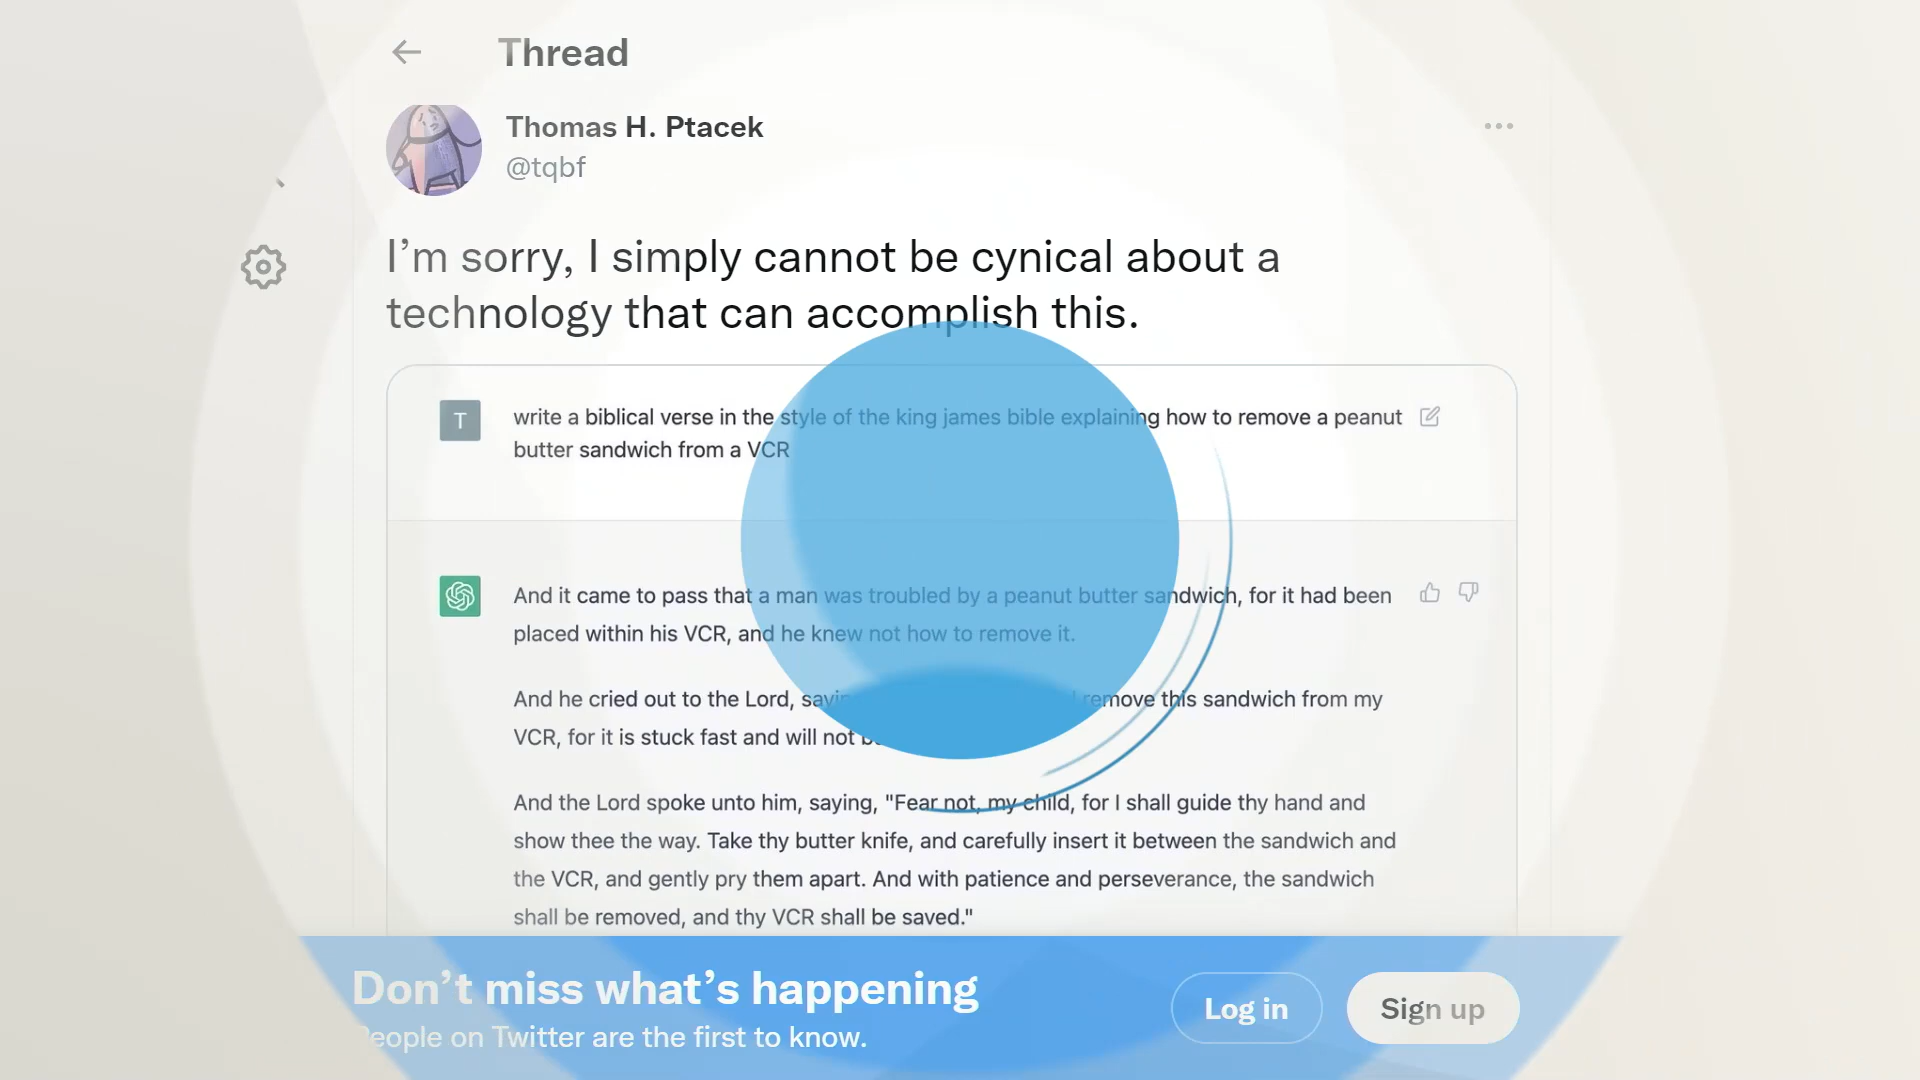 Thread
Thomas H. Ptacek
@tqbf
I’m sorry, I simply cannot be cynical about a
technology that can accomplish this.
T
write a biblical verse in the style of the king james bible explaining how to remove a peanut
butter sandwich from a VCR
And it came to pass that a man was troubled by a peanut butter sandwich, for it had been
placed within his VCR, and he knew not how to remove it.
And he cried out to the Lord, remove this sandwich from my
VCR, for it is stuck fast and will not
And the Lord spoke unto him, saying, "Fear not, my child, for I shall guide thy hand and
show thee the way. Take thy butter knife, and carefully insert it between the sandwich and
the VCR, and gently pry them apart. And with patience and perseverance, the sandwich
shall be removed, and thy VCR shall be saved."
Don’t miss what’s happening
People on Twitter are the first to know.
Log in
Sign up